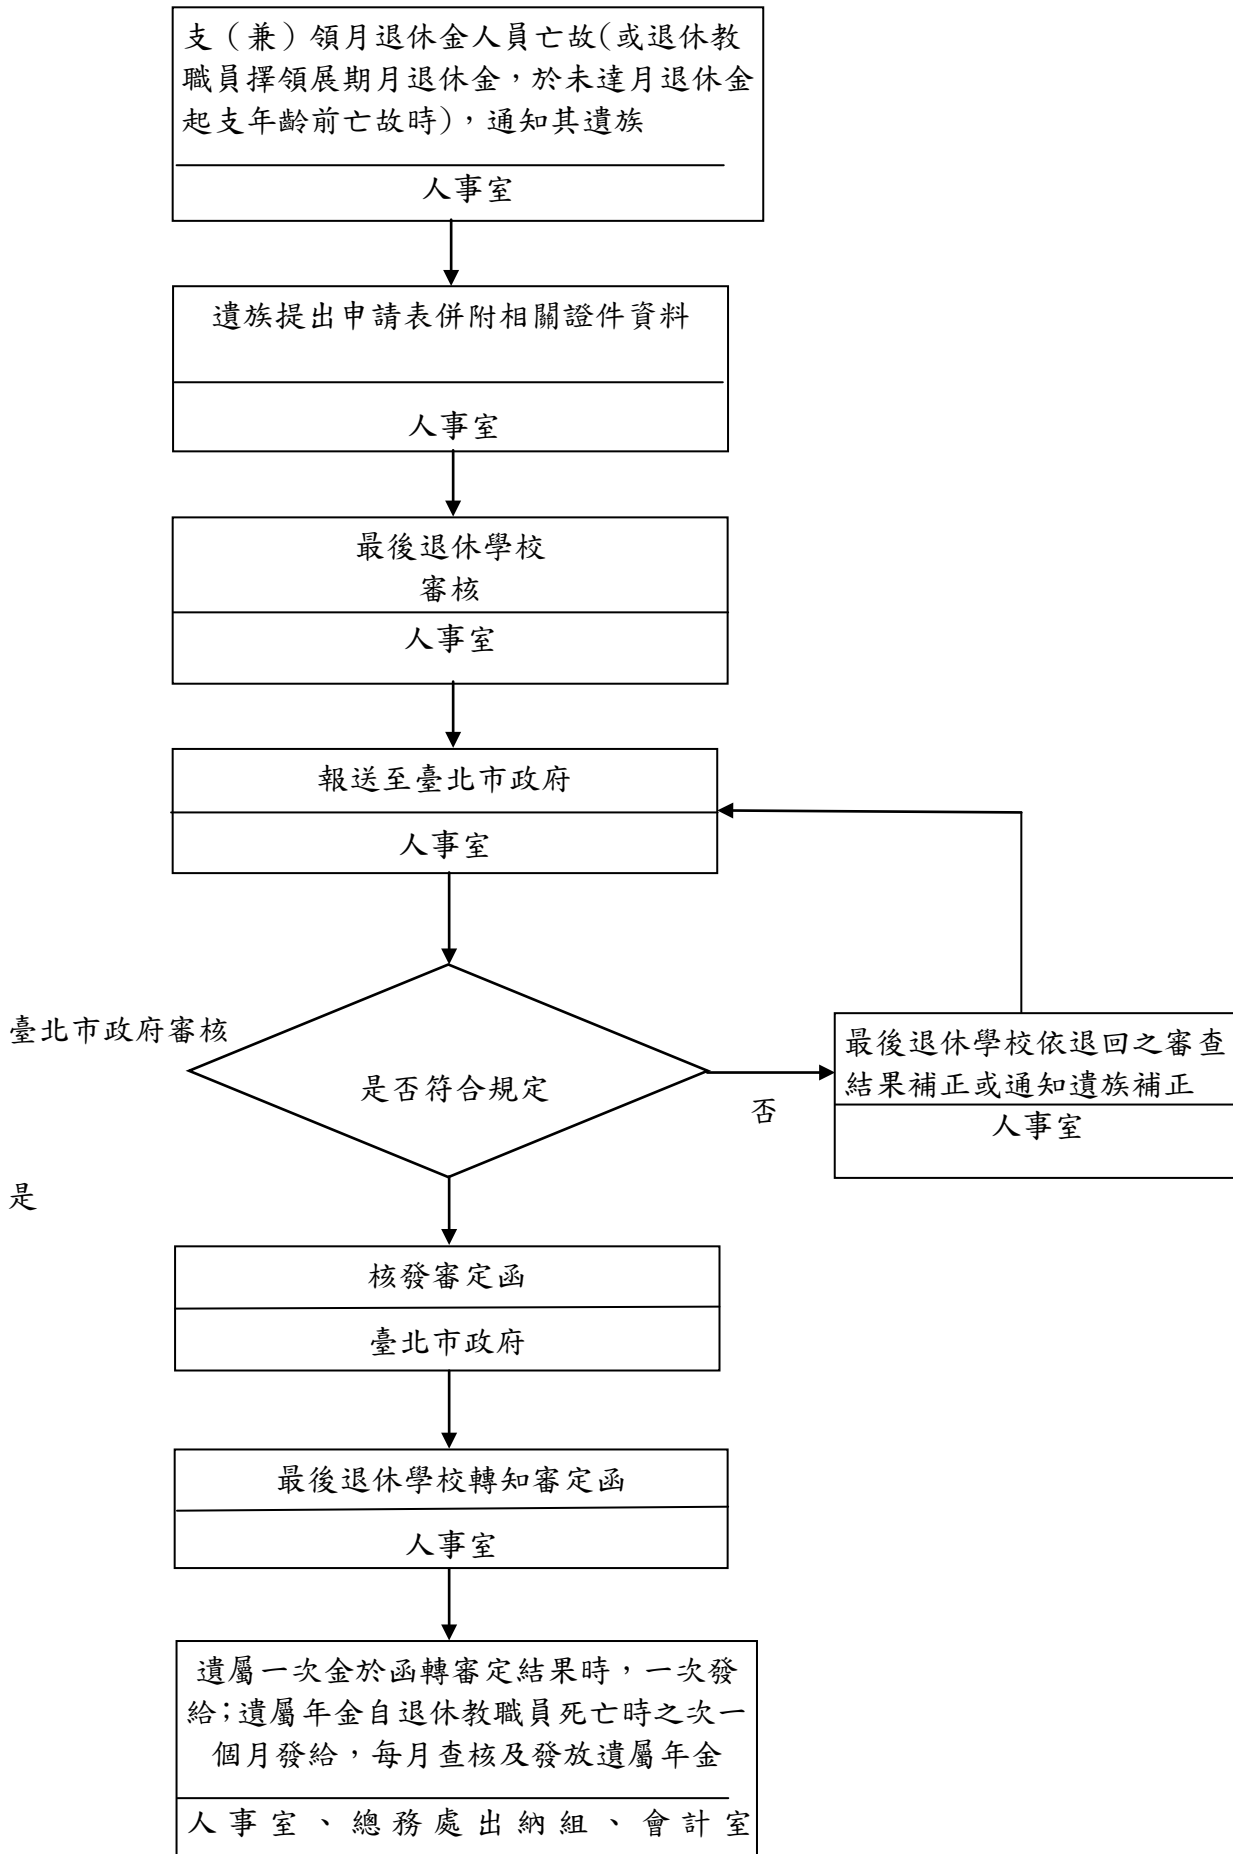 支（兼）領月退休金人員亡故(或退休教
職員擇領展期月退休金，於未達月退休金
起支年齡前亡故時)，通知其遺族
人事室
遺族提出申請表併附相關證件資料
人事室
最後退休學校
審核
人事室
報送至臺北市政府
人事室
臺北市政府審核
是否符合規定
否
最後退休學校依退回之審查
結果補正或通知遺族補正
人事室
是
核發審定函
臺北市政府
最後退休學校轉知審定函
人事室
遺屬一次金於函轉審定結果時，一次發
給；遺屬年金自退休教職員死亡時之次一
個月發給，每月查核及發放遺屬年金
人事室、總務處出納組、會計室